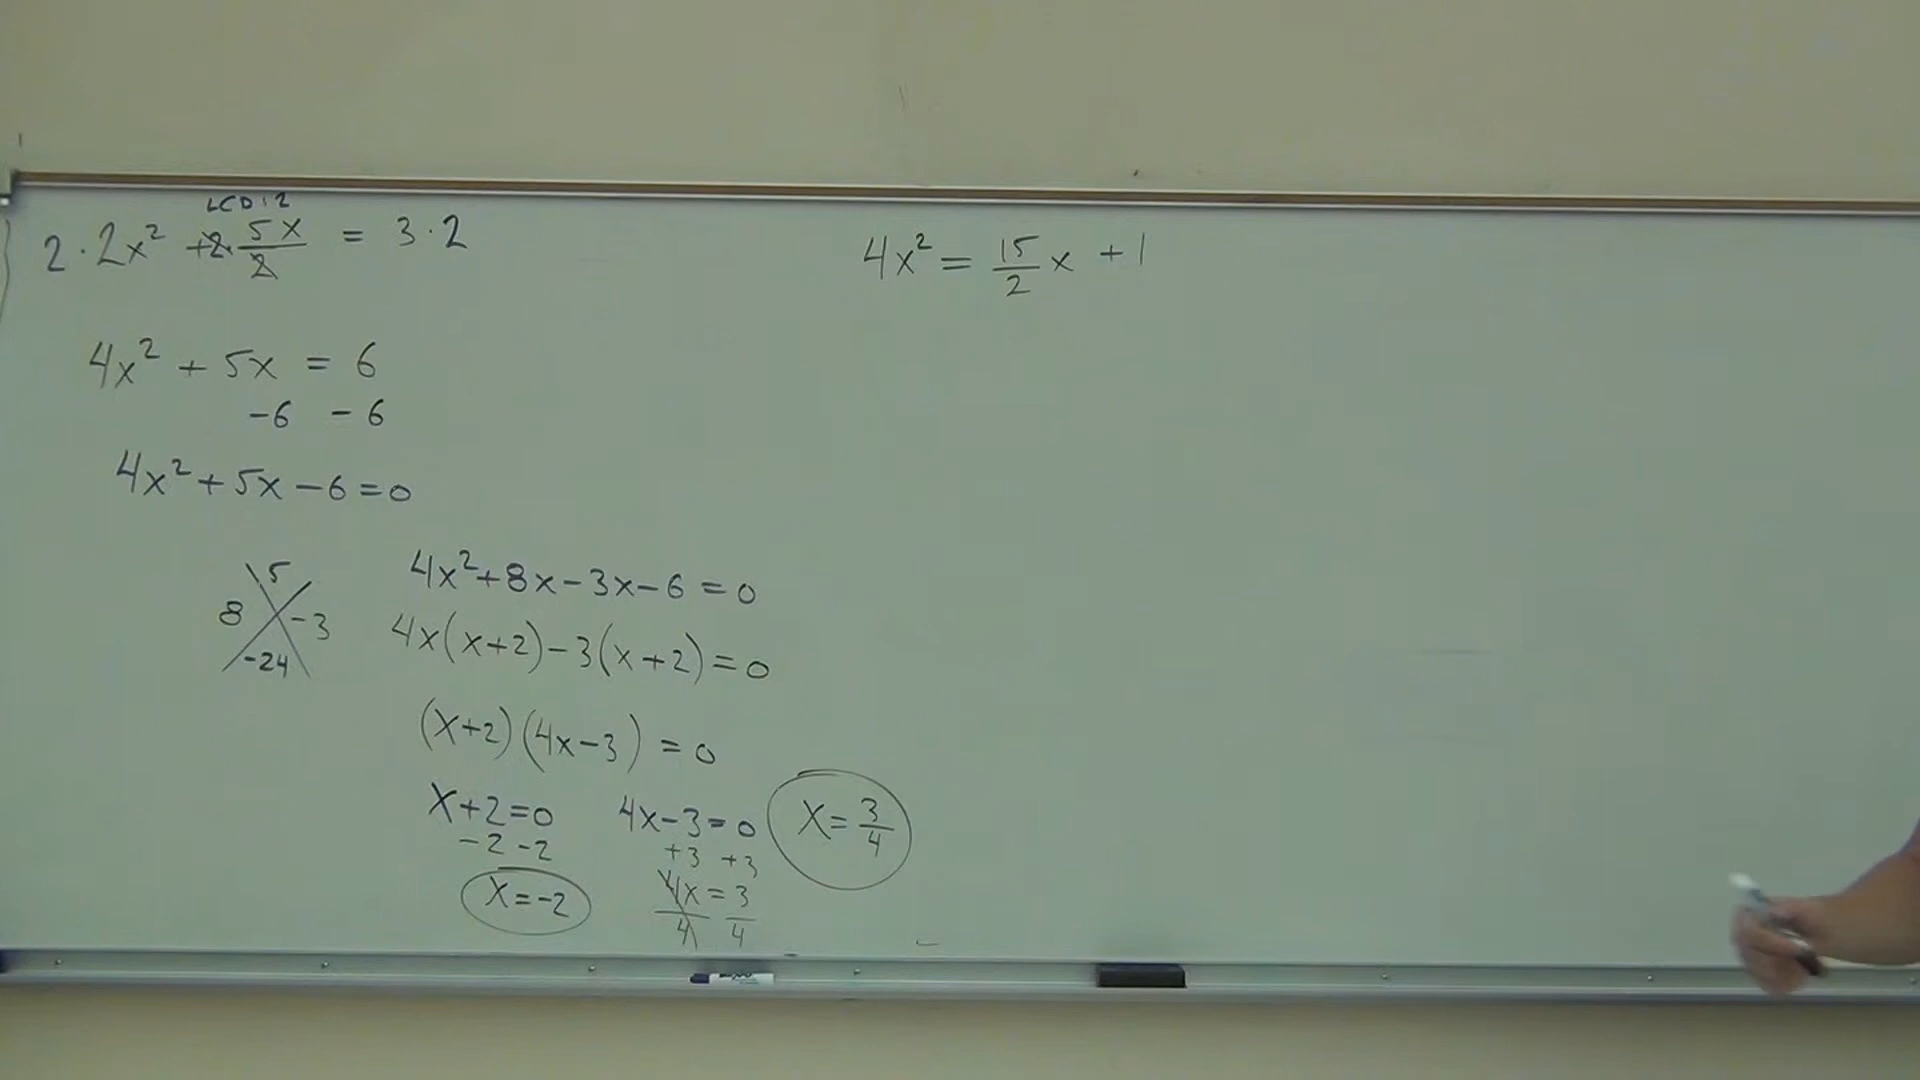 LCD:2
2·2x² +2·5x/2 = 3·2
4x² + 5x = 6
-6 -6
4x² + 5x - 6 = 0
5
8 -3
-24
4x² + 8x - 3x - 6 = 0
4x(x+2) - 3(x+2) = 0
(x+2)(4x-3) = 0
x+2=0
-2 -2
x=-2
4x-3=0
+3 +3
4x = 3
4 4
x = 3/4
4x² = 15/2 x + 1